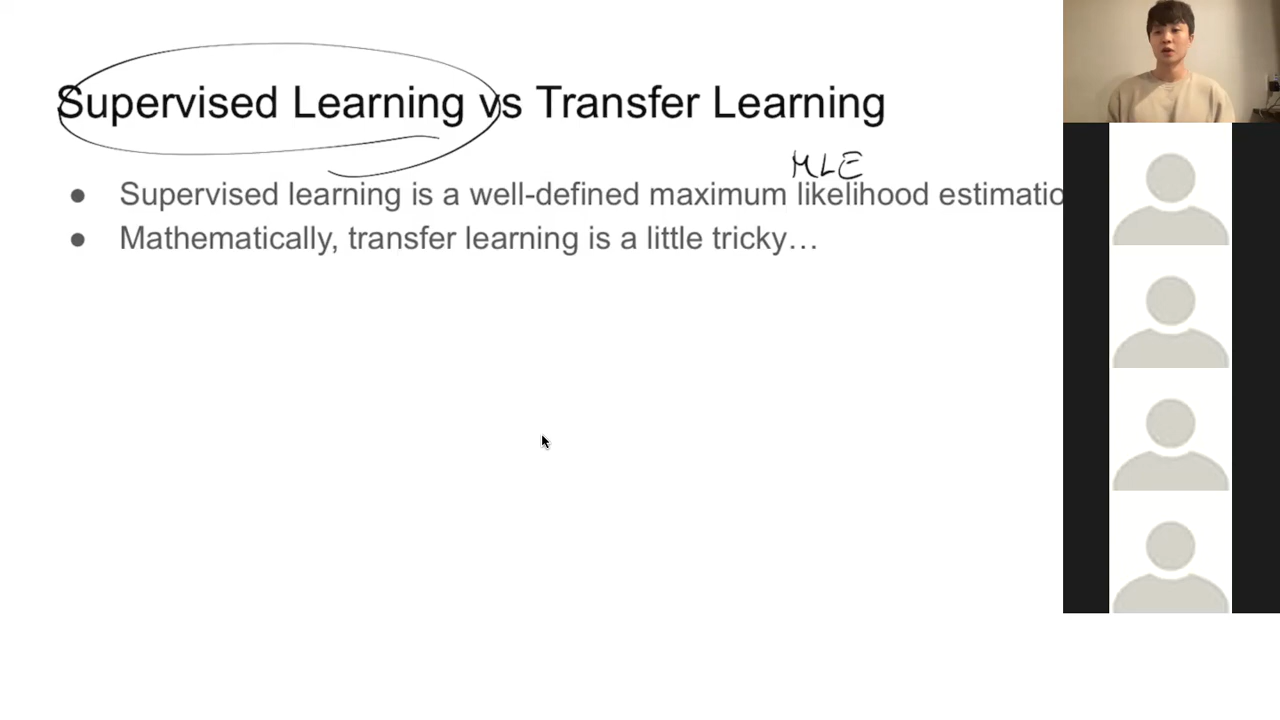 Supervised Learning vs Transfer Learning
MLE
● Supervised learning is a well-defined maximum likelihood estimatio
● Mathematically, transfer learning is a little tricky…